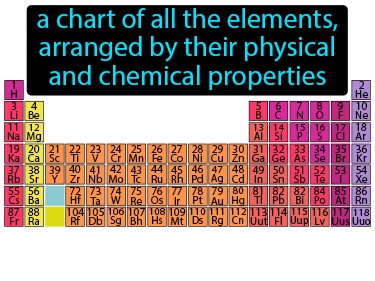 a chart of all the elements,
arranged by their physical
and chemical properties
1 2
H He
3 4 5 6 7 8 9 10
Li Be B C N O F Ne
11 12 13 14 15 16 17 18
Na Mg Al Si P S Cl Ar
19 20 21 22 23 24 25 26 27 28 29 30 31 32 33 34 35 36
Ka Ca Sc Ti V Cr Mn Fe Co Ni Cu Zn Ga Ge As Se Br Kr
37 38 39 40 41 42 43 44 45 46 47 48 49 50 51 52 53 54
Rb Sr Y Zr Nb Mo Tc Ru Rh Pd Ag Cd In Sn Sb Te I Xe
55 56 72 73 74 75 76 77 78 79 80 81 82 83 84 85 86
Cs Ba Hf Ta W Re Os Ir Pt Au Hg Tl Pb Bi Po At Rn
87 88 104 105 106 107 108 109 110 111 112 113 114 115 116 117 118
Fr Ra Rf Db Sg Bh Hs Mt Ds Rg Cn Uut Fl Uup Lv Uus Uuo